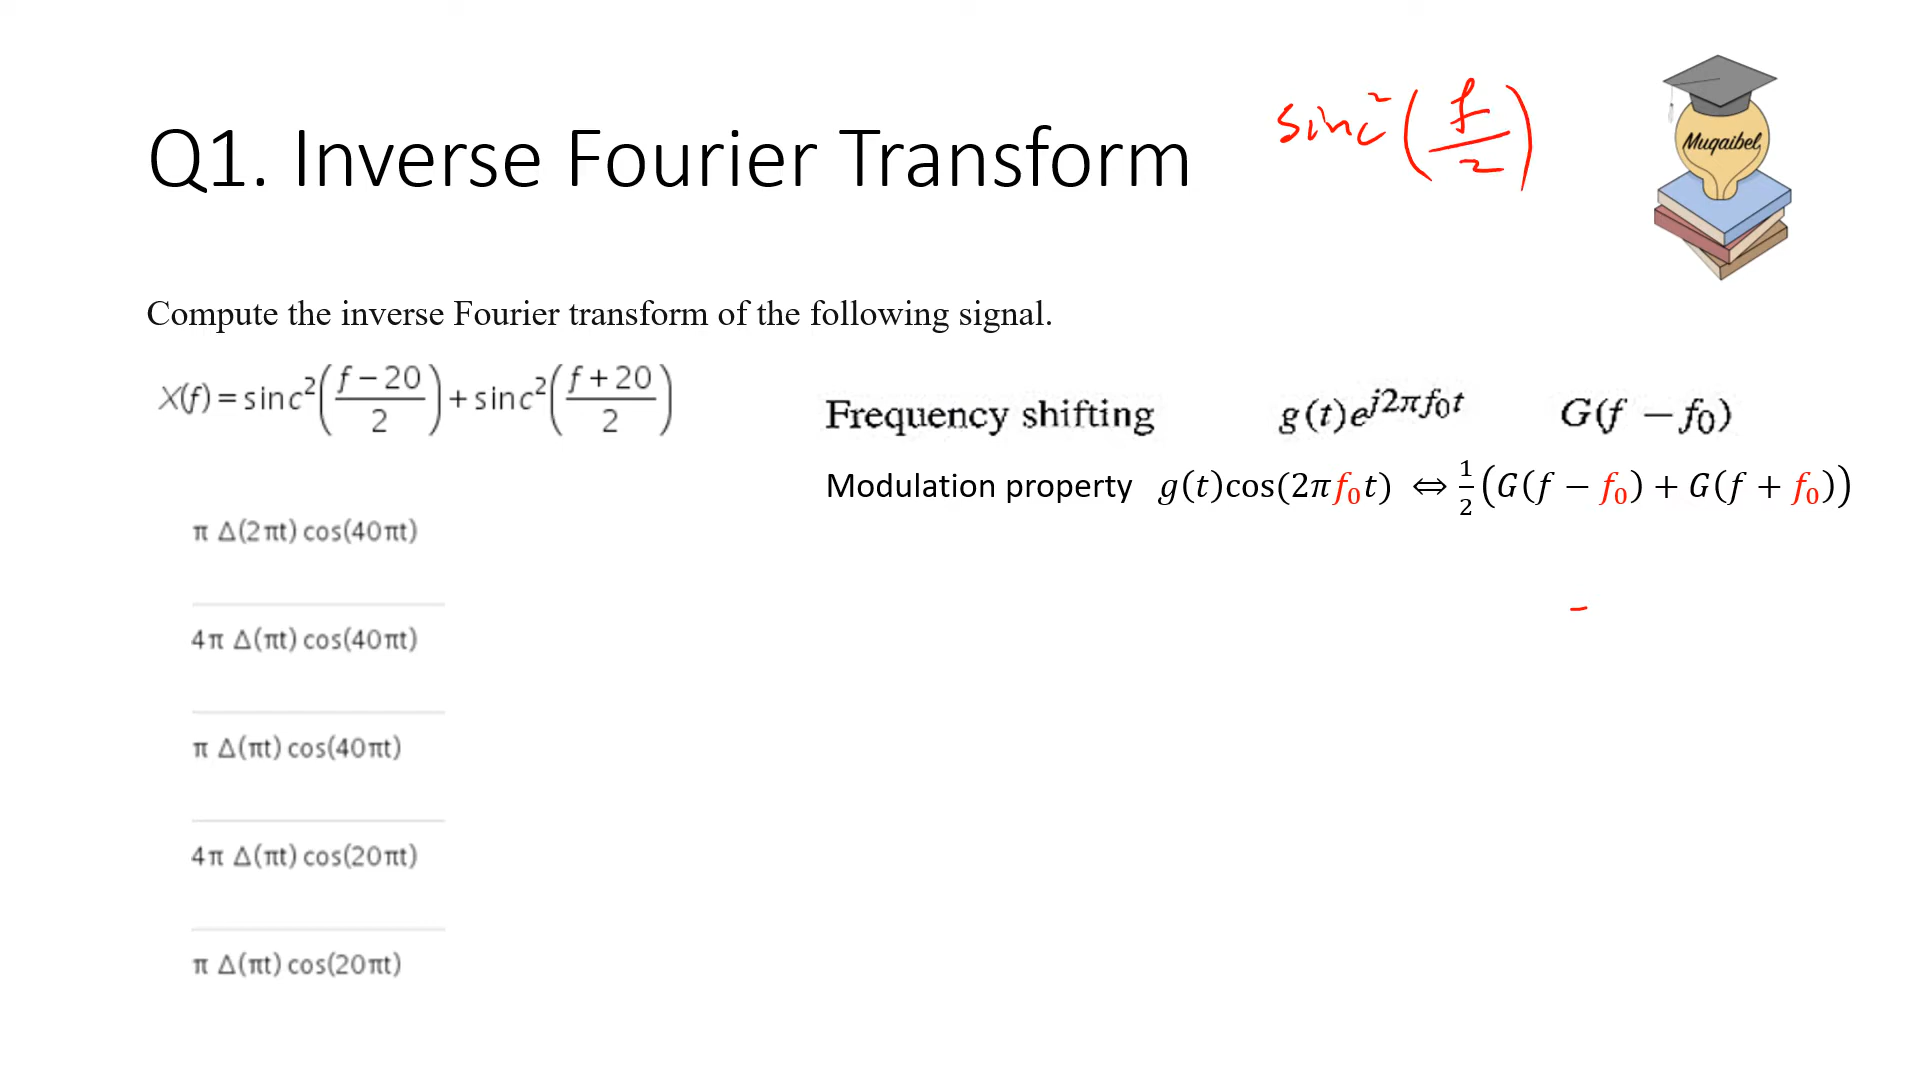 Q1. Inverse Fourier Transform
sinc²(f/2)
Muqaibel
Compute the inverse Fourier transform of the following signal.
X(f) = sinc²((f − 20)/2) + sinc²((f + 20)/2)
Frequency shifting g(t)e^{j2πf₀t} G(f − f₀)
Modulation property g(t)cos(2πf₀t) ⇔ 1/2 (G(f − f₀) + G(f + f₀))
π Δ(2πt) cos(40πt)
4π Δ(πt) cos(40πt)
π Δ(πt) cos(40πt)
4π Δ(πt) cos(20πt)
π Δ(πt) cos(20πt)